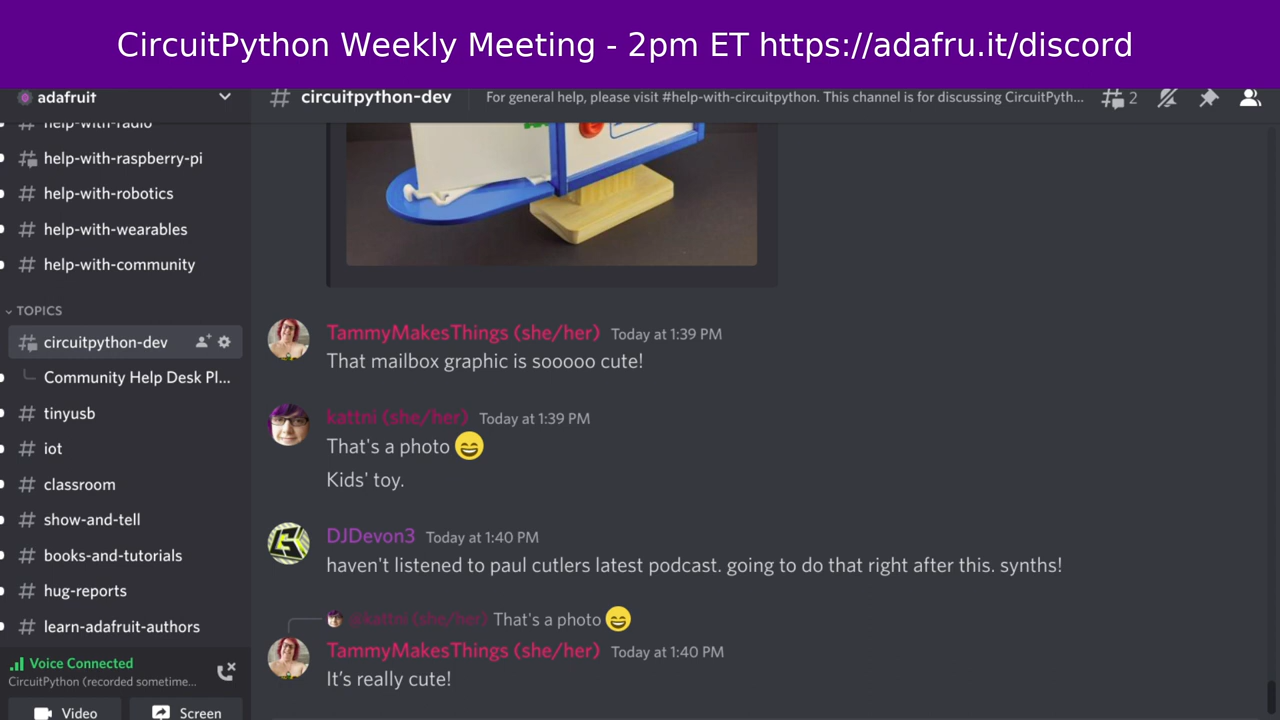 CircuitPython Weekly Meeting - 2pm ET https://adafru.it/discord
adafruit
help-with-radio
help-with-raspberry-pi
help-with-robotics
help-with-wearables
help-with-community
TOPICS
circuitpython-dev
Community Help Desk Pl...
tinyusb
iot
classroom
show-and-tell
books-and-tutorials
hug-reports
learn-adafruit-authors
Voice Connected
CircuitPython (recorded sometime...
Video
Screen
# circuitpython-dev
For general help, please visit #help-with-circuitpython. This channel is for discussing CircuitPyth...
2
TammyMakesThings (she/her) Today at 1:39 PM
That mailbox graphic is sooooo cute!
kattni (she/her) Today at 1:39 PM
That's a photo 😄
Kids' toy.
DJDevon3 Today at 1:40 PM
haven't listened to paul cutlers latest podcast. going to do that right after this. synths!
@kattni (she/her) That's a photo 😄
TammyMakesThings (she/her) Today at 1:40 PM
It's really cute!